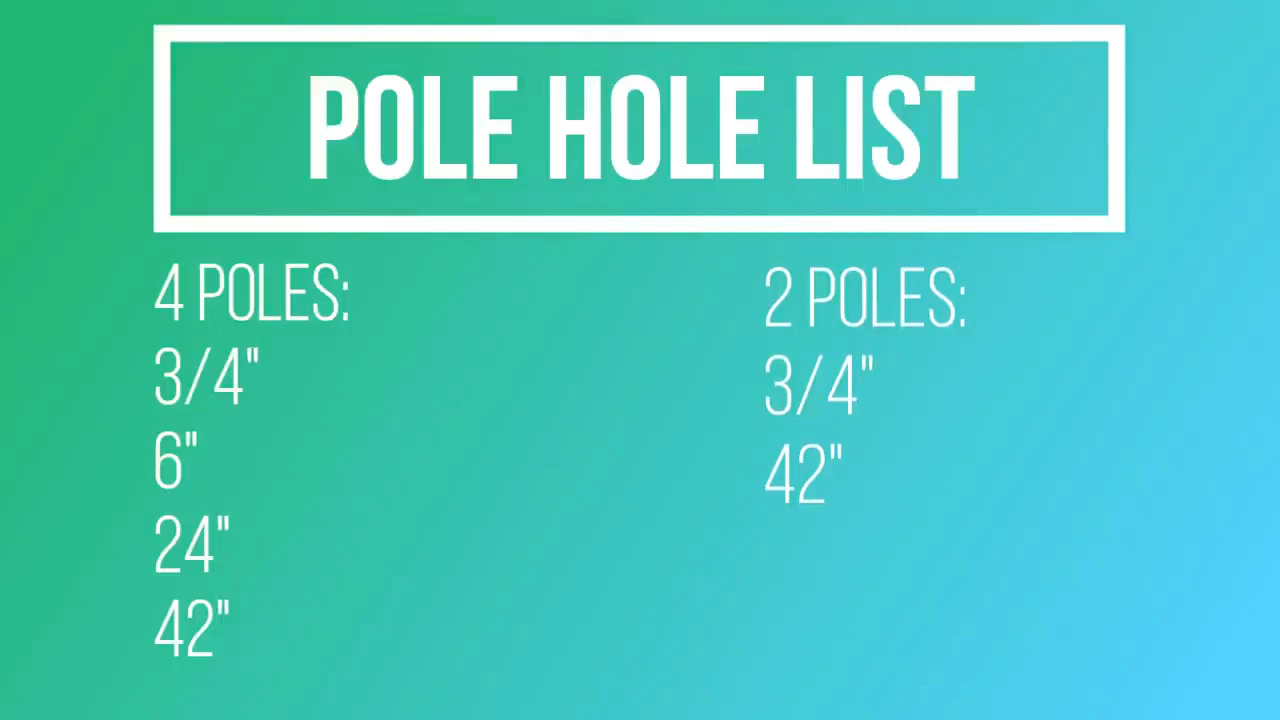 POLE HOLE LIST
4 POLES:
3/4"
6"
24"
42"
2 POLES:
3/4"
42"